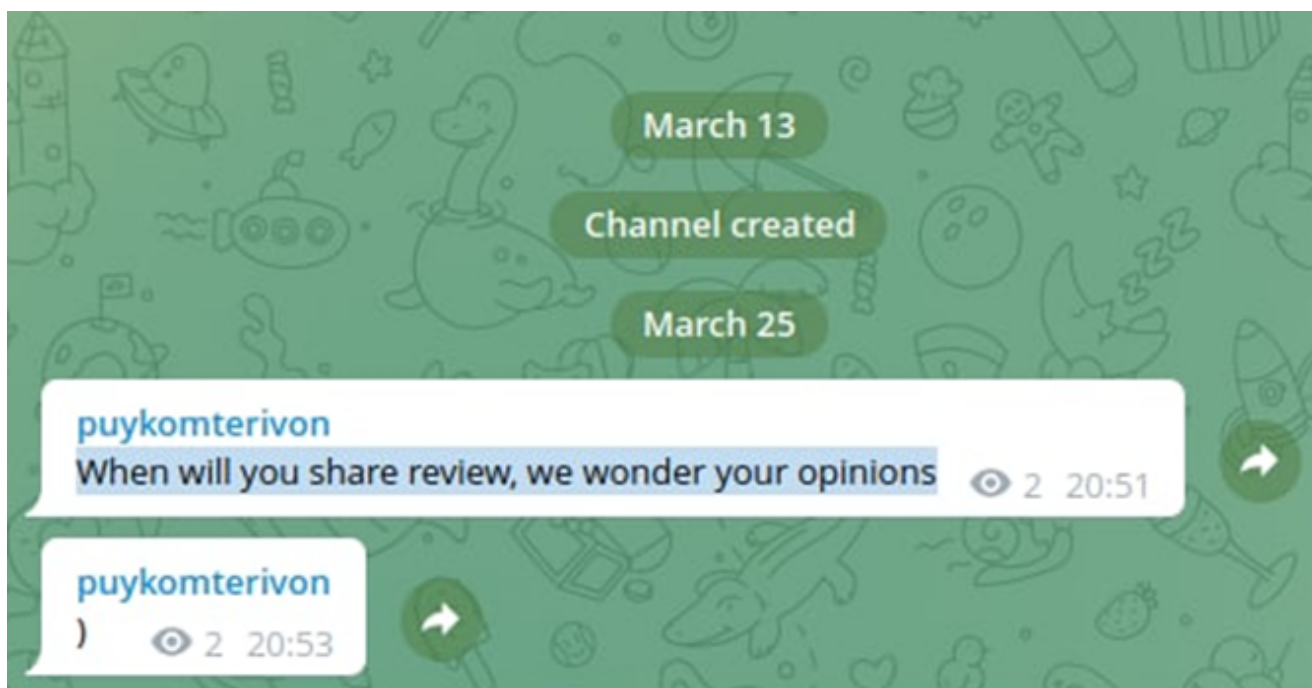 March 13
Channel created
March 25
puykomterivon
When will you share review, we wonder your opinions
2 20:51
puykomterivon
)
2 20:53